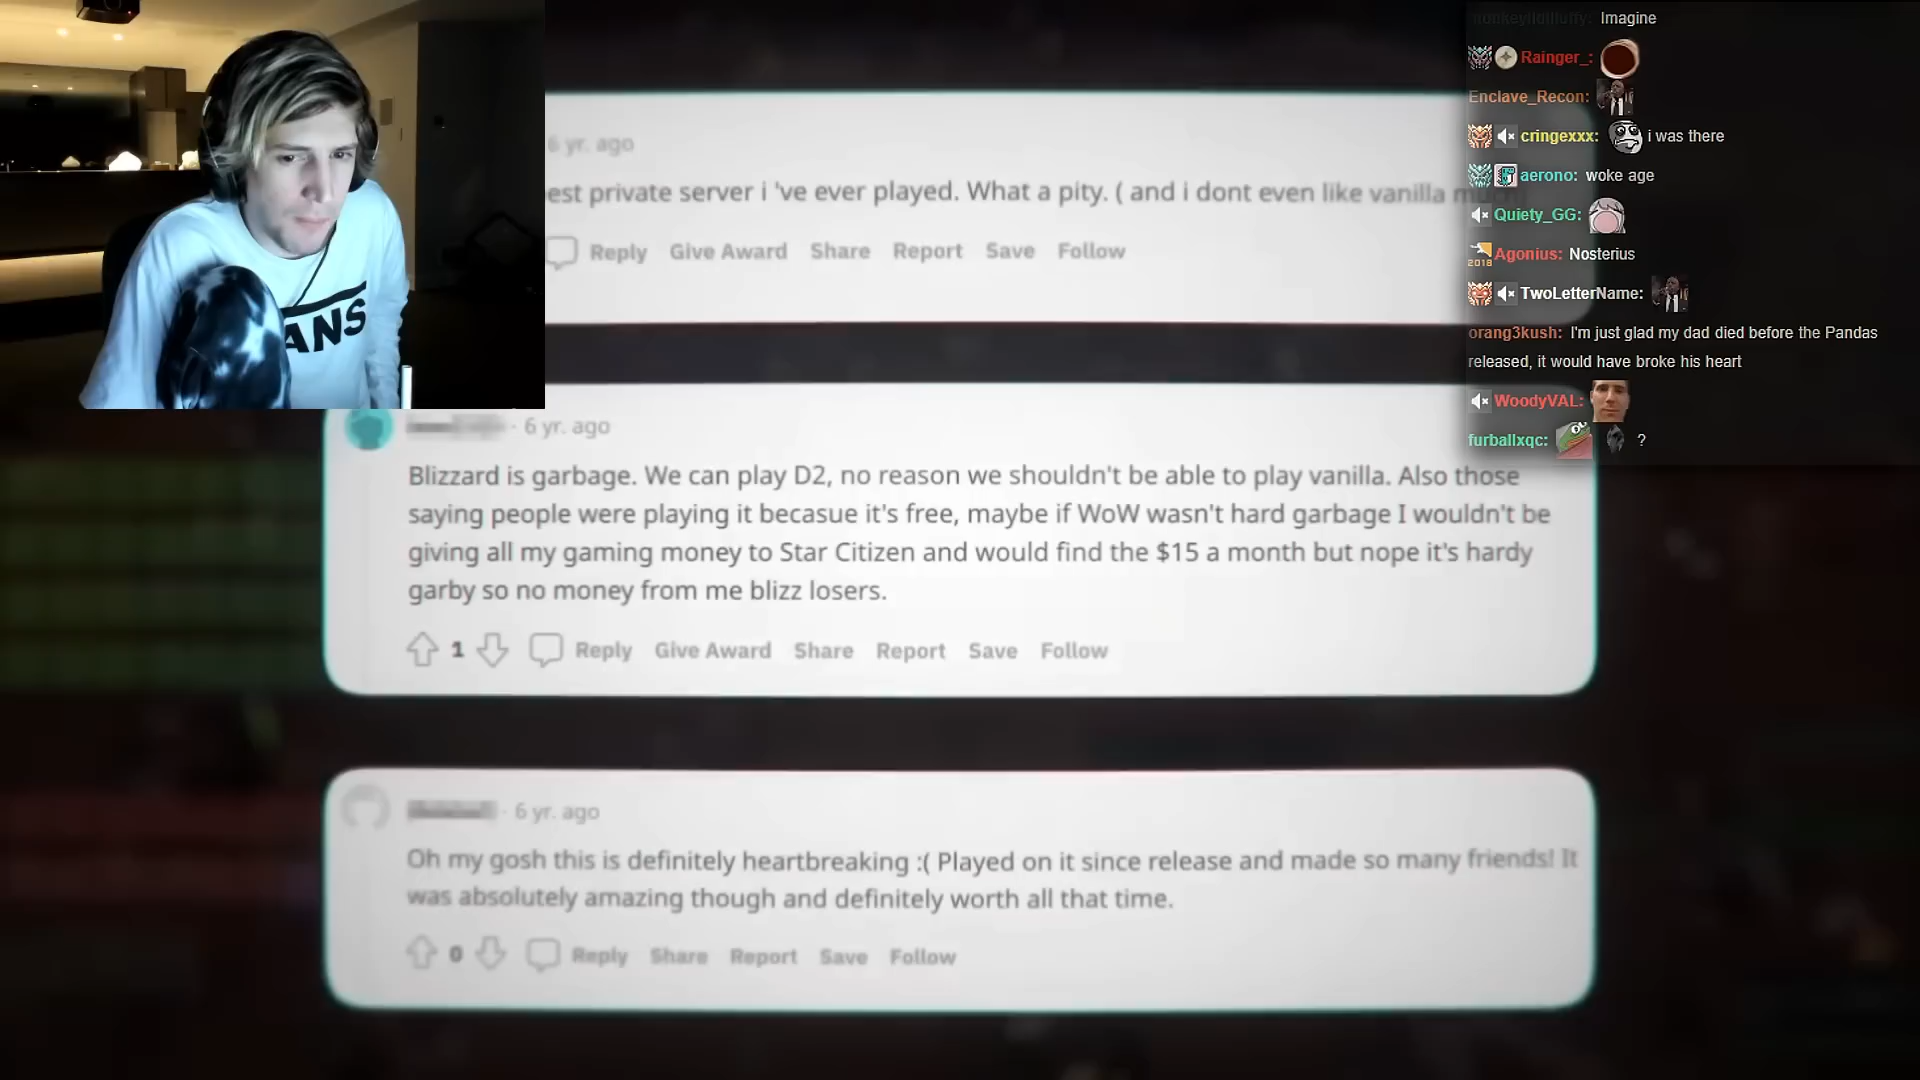 6 yr. ago
est private server i 've ever played. What a pity. ( and i dont even like vanilla
Reply Give Award Share Report Save Follow
6 yr. ago
Blizzard is garbage. We can play D2, no reason we shouldn't be able to play vanilla. Also those
saying people were playing it becasue it's free, maybe if WoW wasn't hard garbage I wouldn't be
giving all my gaming money to Star Citizen and would find the $15 a month but nope it's hardy
garby so no money from me blizz losers.
1 Reply Give Award Share Report Save Follow
6 yr. ago
Oh my gosh this is definitely heartbreaking :( Played on it since release and made so many friends! It
was absolutely amazing though and definitely worth all that time.
0 Reply Share Report Save Follow
ANS
Imagine
Rainger_:
Enclave_Recon:
cringexxx: i was there
aerono: woke age
Quiety_GG:
2018 Agonius: Nosterius
TwoLetterName:
orang3kush: I'm just glad my dad died before the Pandas
released, it would have broke his heart
WoodyVAL:
furballxqc: ?